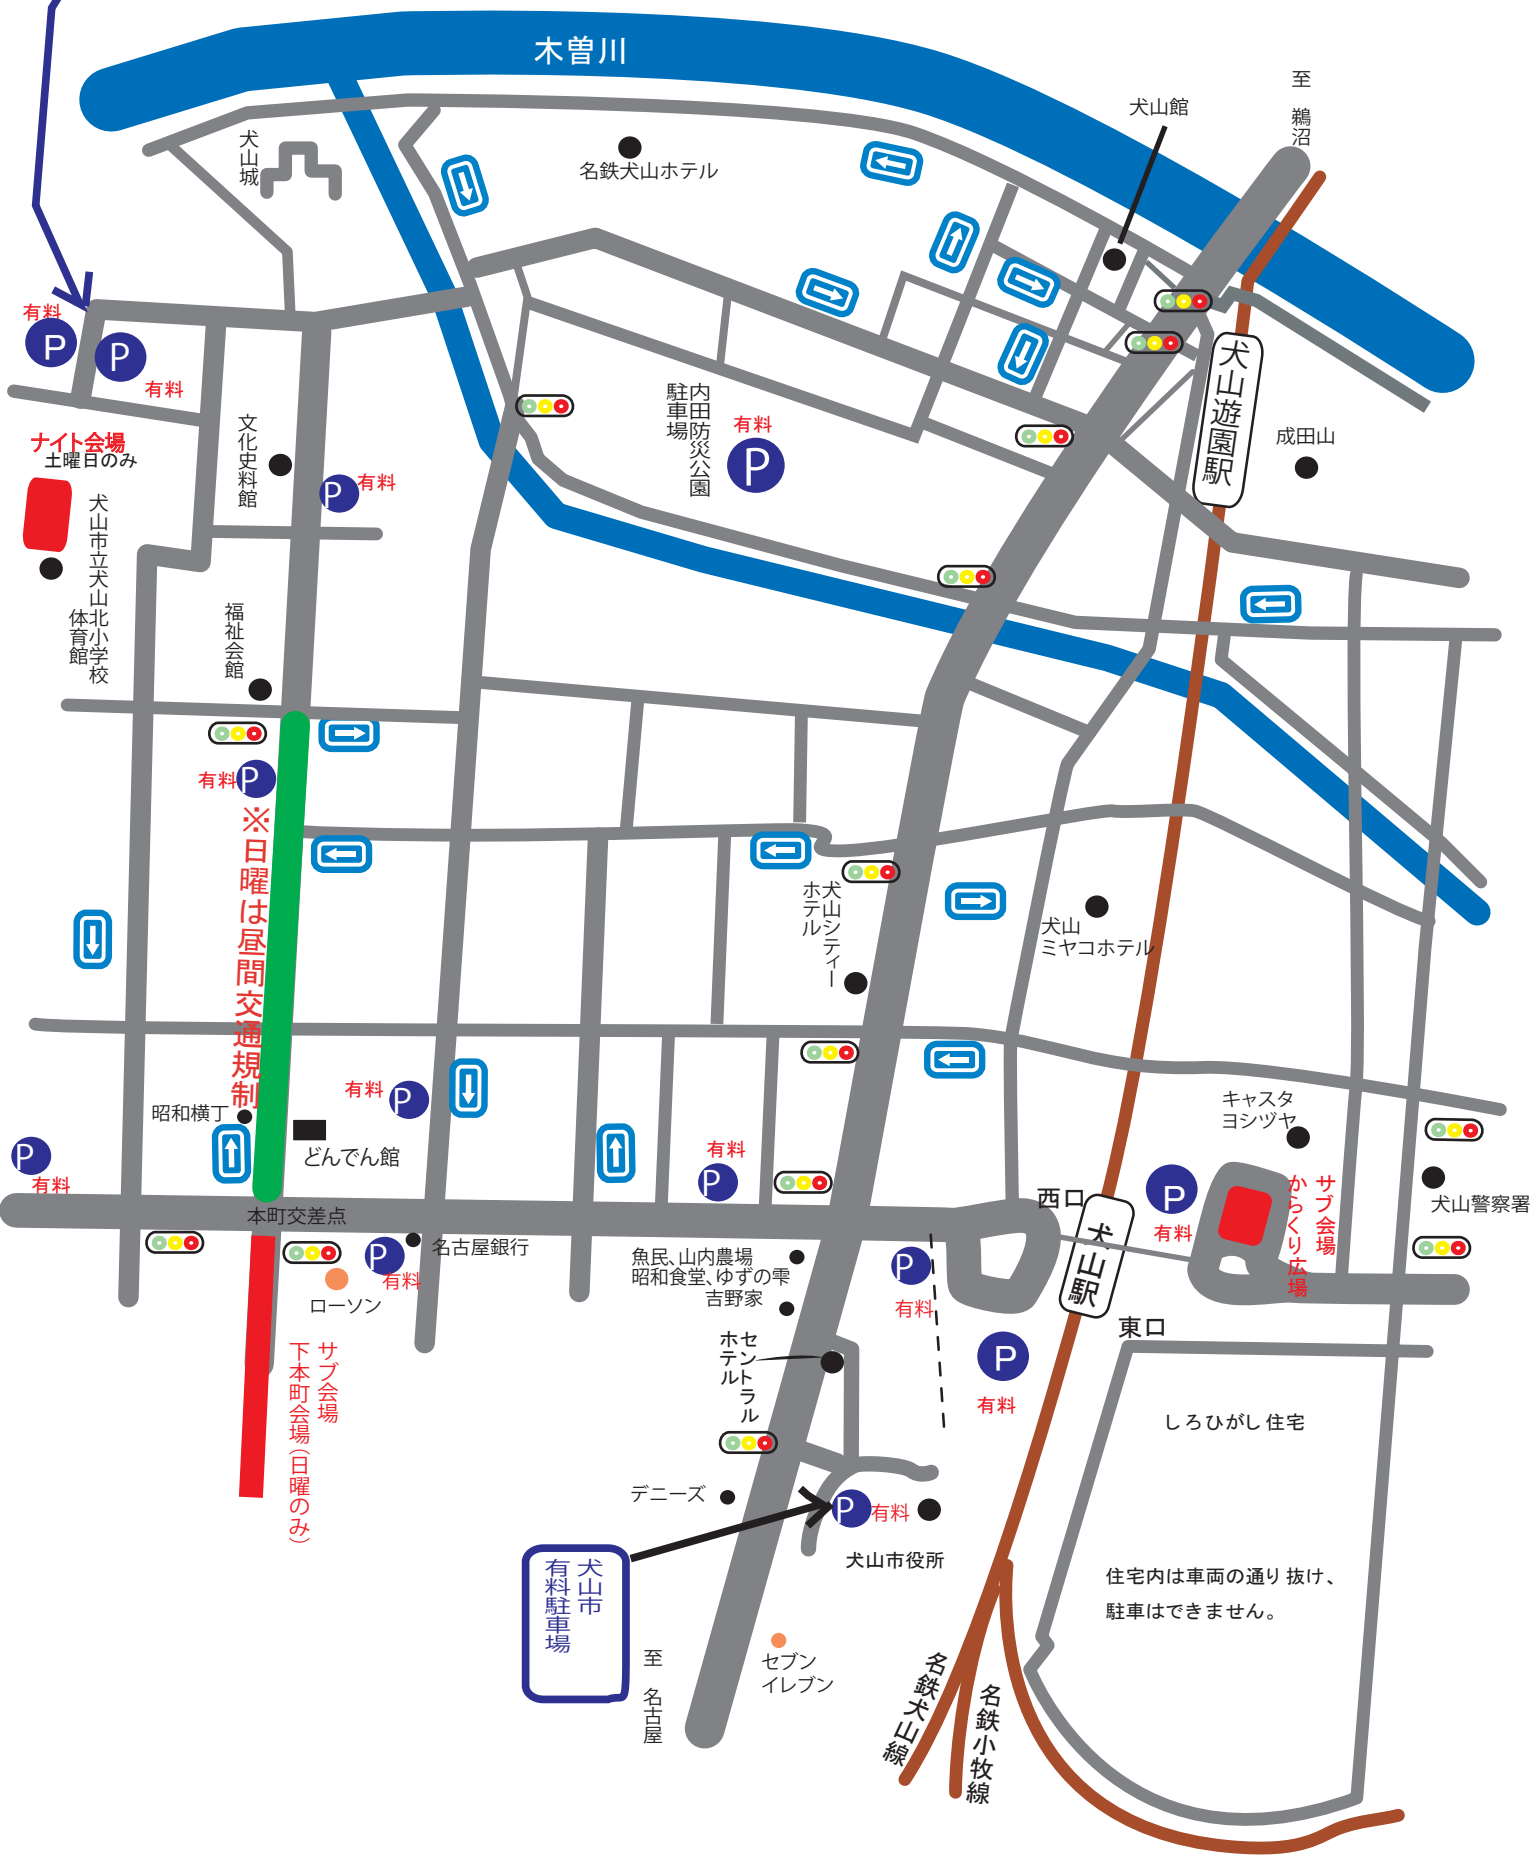 木曽川
至 鵜沼
犬山館
犬山城
名鉄犬山ホテル
有料
P
P
有料
内田防災公園
駐車場
有料
P
犬山遊園駅
成田山
ナイト会場
土曜日のみ
文化史料館
P
有料
犬山市立犬山北小学校
体育館
福祉会館
有料
P
※日曜は昼間交通規制
犬山シティー
ホテル
犬山
ミヤコホテル
昭和横丁
有料
P
どんでん館
P
有料
有料
P
キャスタ
ヨシヅヤ
犬山警察署
P
有料
サブ会場
からくり広場
西口
犬山駅
東口
本町交差点
P
有料
名古屋銀行
ローソン
魚民、山内農場
昭和食堂、ゆずの雫
吉野家
P
有料
セントラル
ホテル
P
有料
サブ会場
下本町会場(日曜のみ)
しろひがし住宅
デニーズ
P
有料
犬山市役所
犬山市
有料駐車場
住宅内は車両の通り抜け、
駐車はできません。
至 名古屋
セブン
イレブン
名鉄犬山線
名鉄小牧線